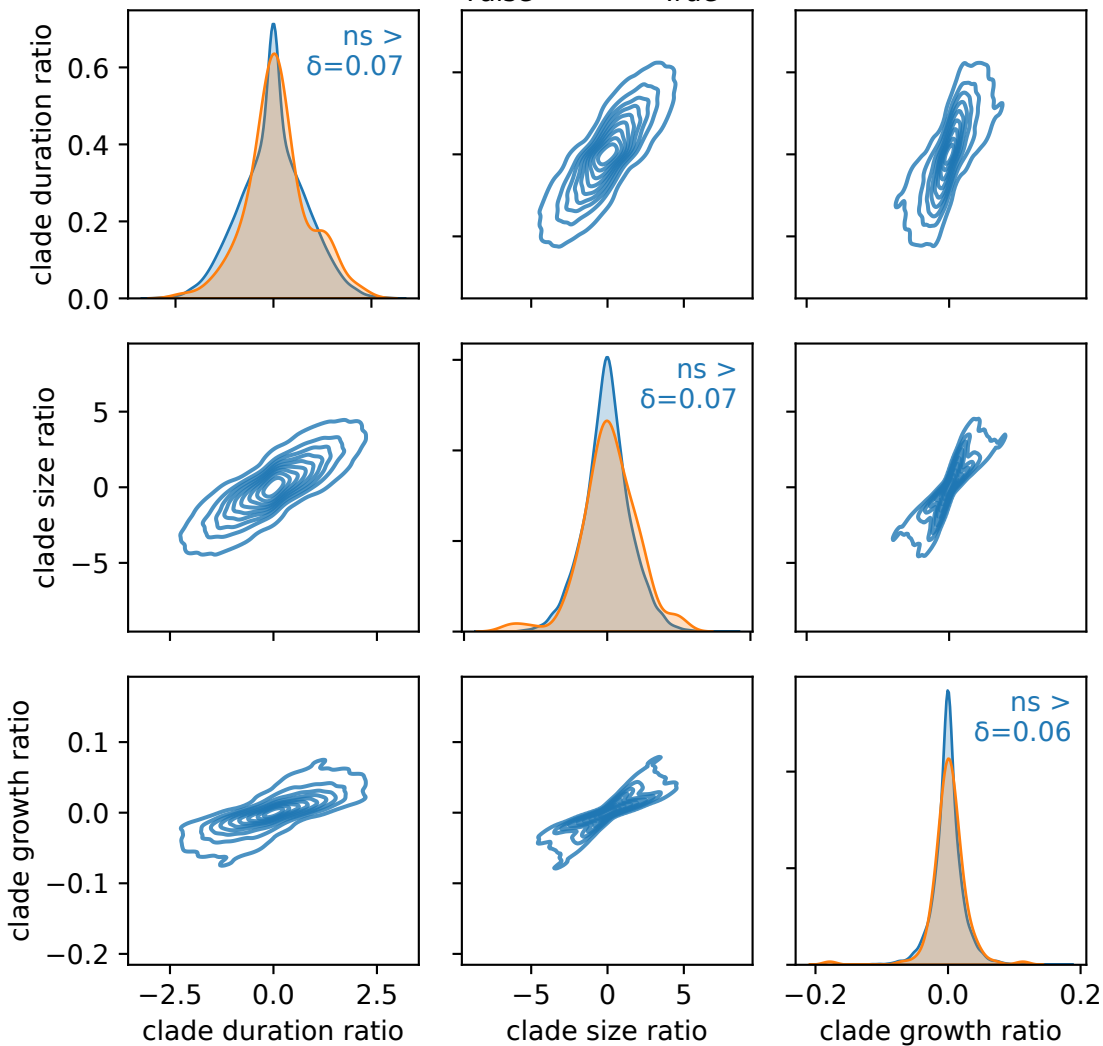 True
clade duration ratio
0.6
0.4
0.2
0.0
ns >
δ=0.07
clade size ratio
5
0
−5
ns >
δ=0.07
clade growth ratio
0.1
0.0
−0.1
−0.2
ns >
δ=0.06
−2.5 0.0 2.5
−5 0 5
−0.2 0.0 0.2
clade duration ratio
clade size ratio
clade growth ratio